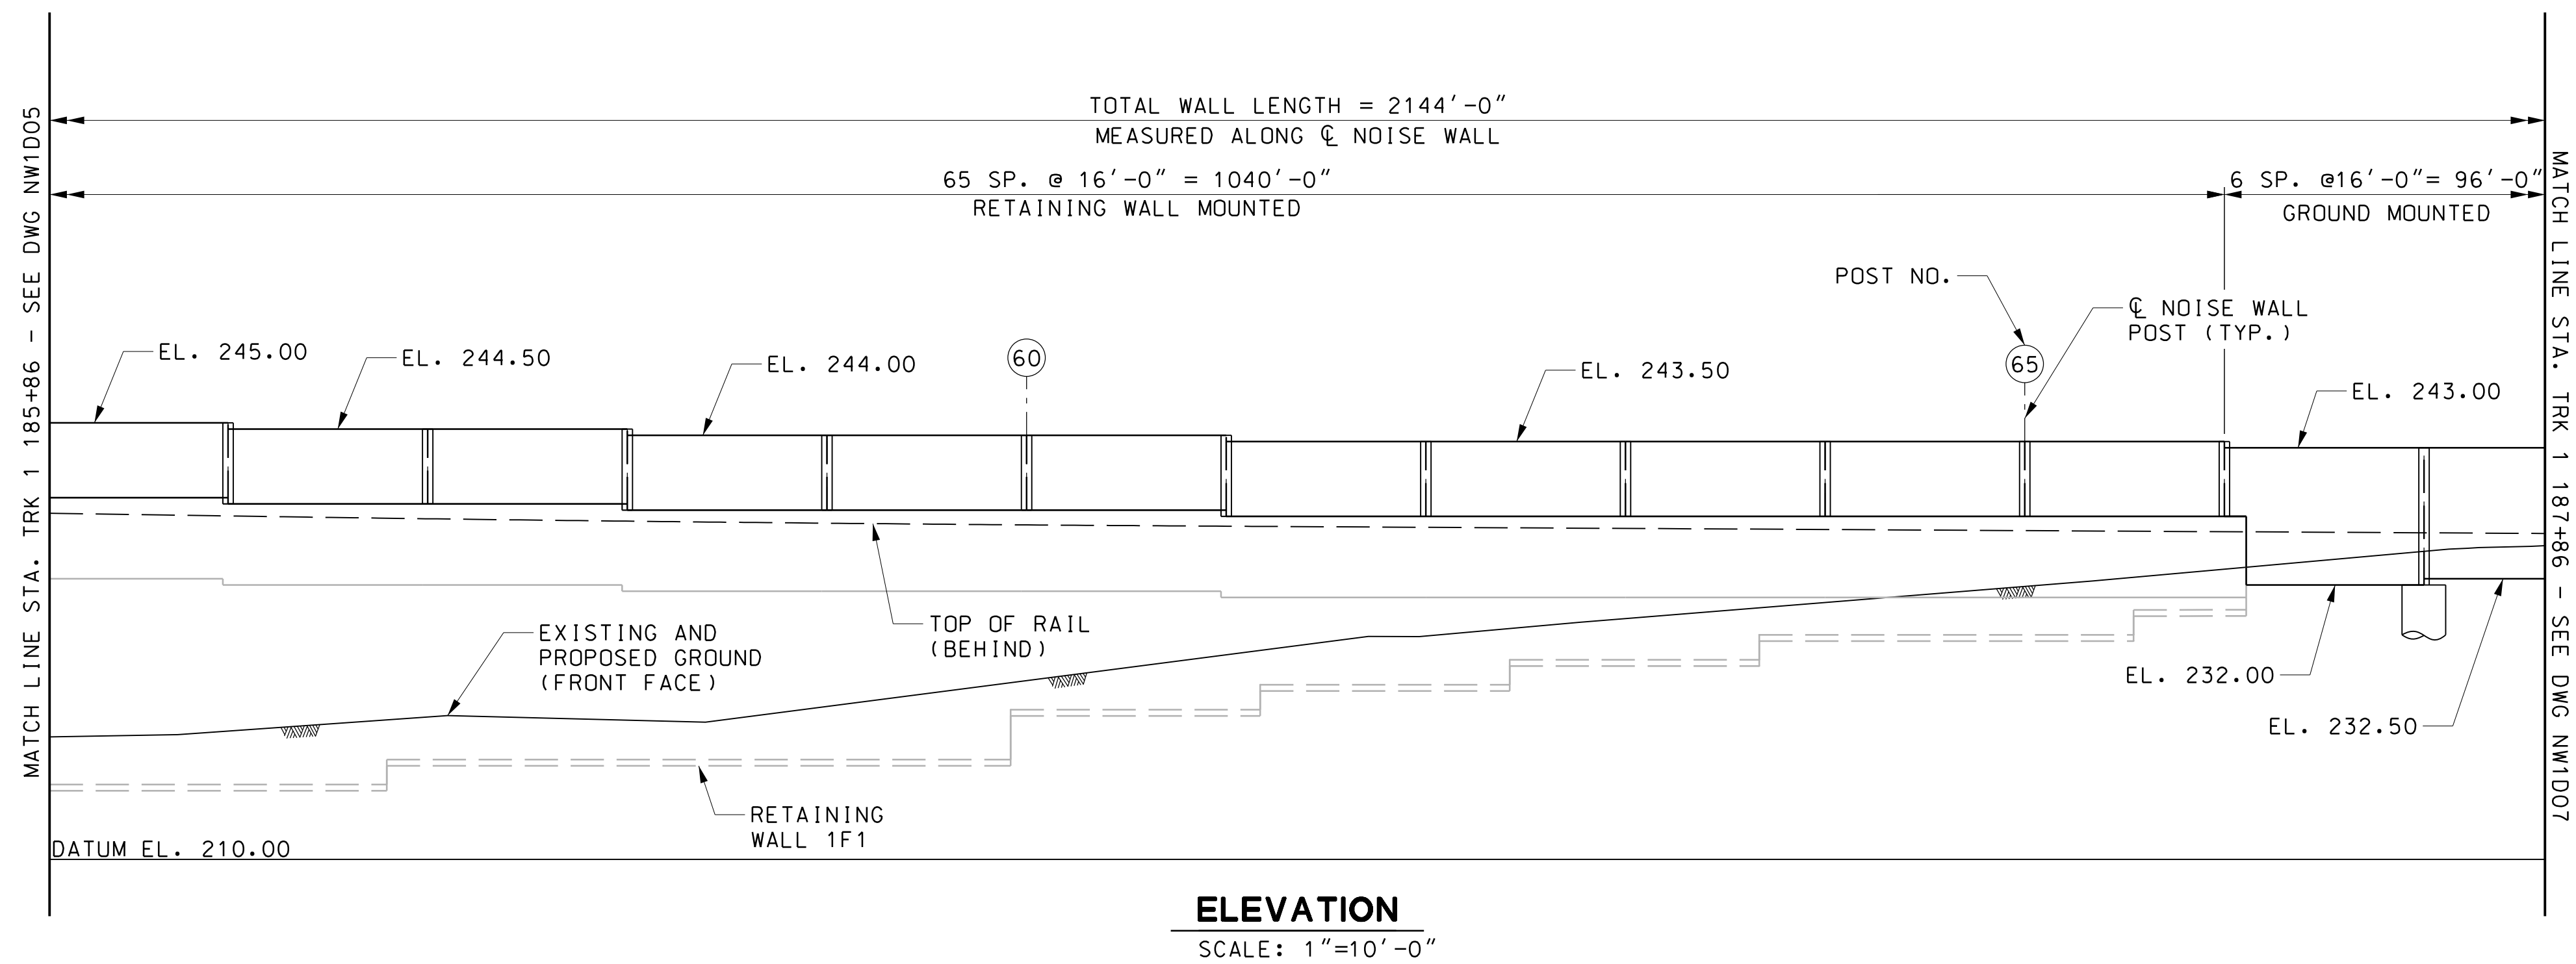 TOTAL WALL LENGTH = 2144'-0"
MEASURED ALONG ℄ NOISE WALL
65 SP. @ 16'-0" = 1040'-0"
RETAINING WALL MOUNTED
6 SP. @16'-0"= 96'-0"
GROUND MOUNTED
MATCH LINE STA. TRK 1 185+86 - SEE DWG NW1D05
MATCH LINE STA. TRK 1 187+86 - SEE DWG NW1D07
POST NO.
℄ NOISE WALL
POST (TYP.)
EL. 245.00
EL. 244.50
EL. 244.00
60
EL. 243.50
65
EL. 243.00
TOP OF RAIL
(BEHIND)
EXISTING AND
PROPOSED GROUND
(FRONT FACE)
EL. 232.00
EL. 232.50
RETAINING
WALL 1F1
DATUM EL. 210.00
ELEVATION
SCALE: 1"=10'-0"